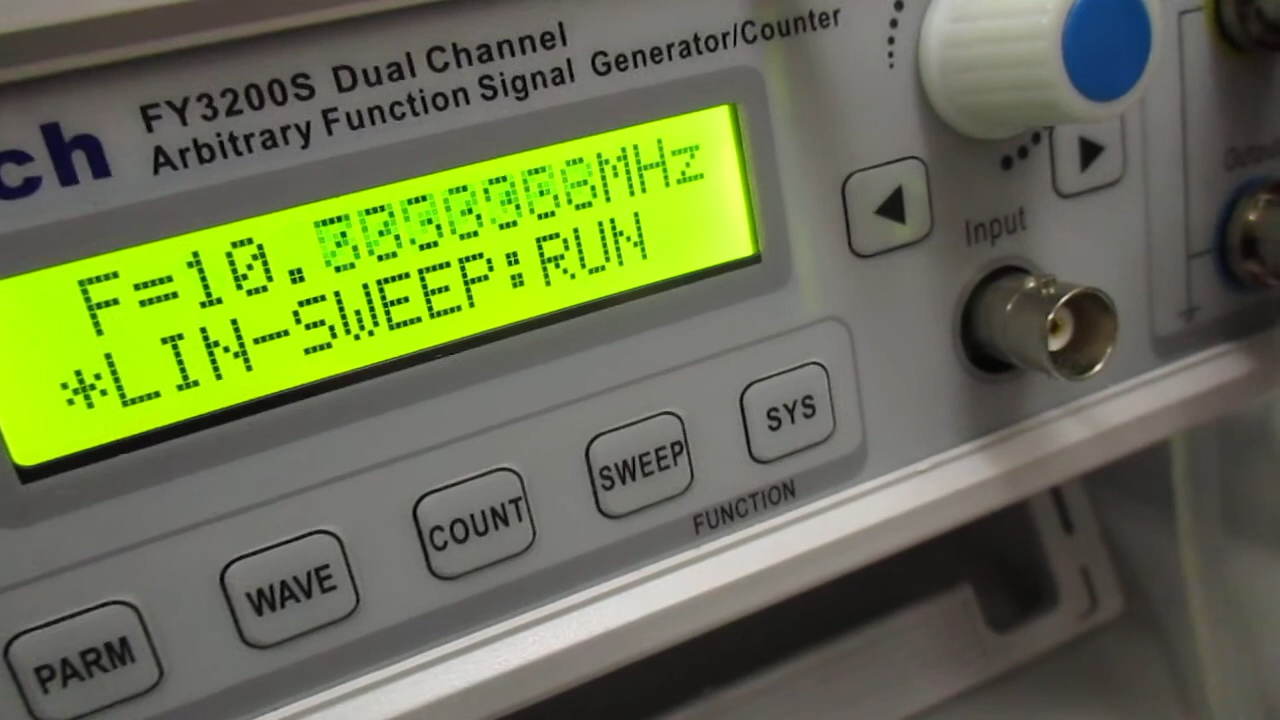 ch
FY3200S Dual Channel
Arbitrary Function Signal Generator/Counter
F=10. MHz
*LIN-SWEEP:RUN
Input
PARM
WAVE
COUNT
SWEEP
SYS
FUNCTION